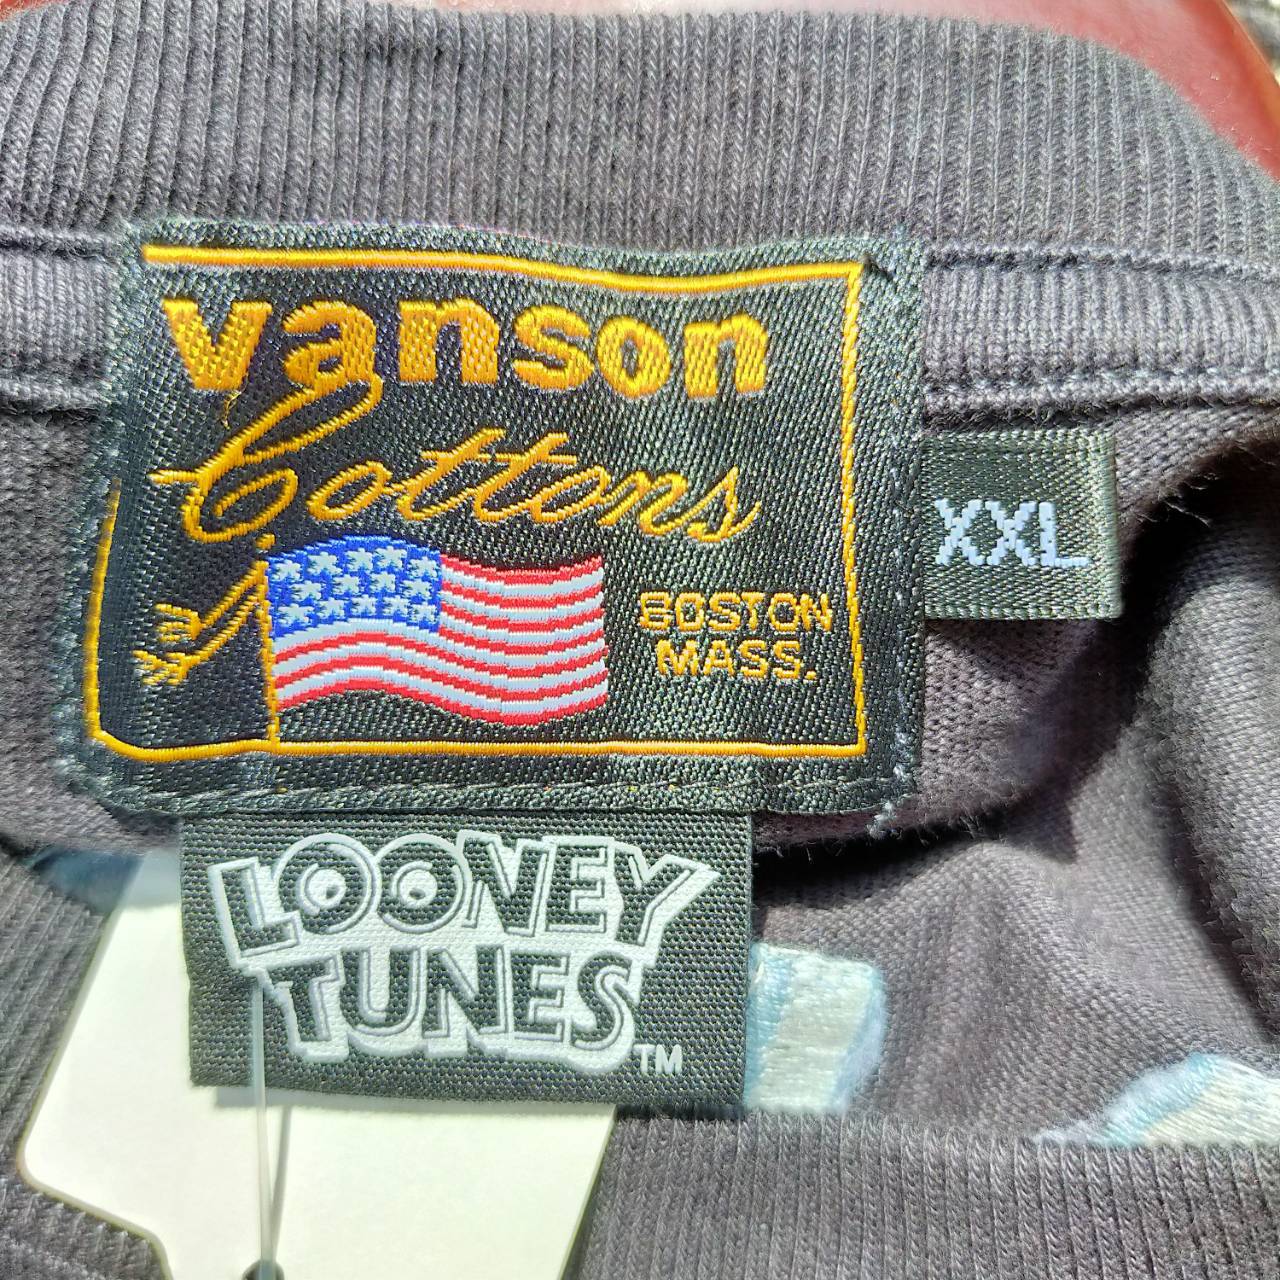 vanson
Cottons
BOSTON
MASS.
XXL
LOONEY
TUNES
TM